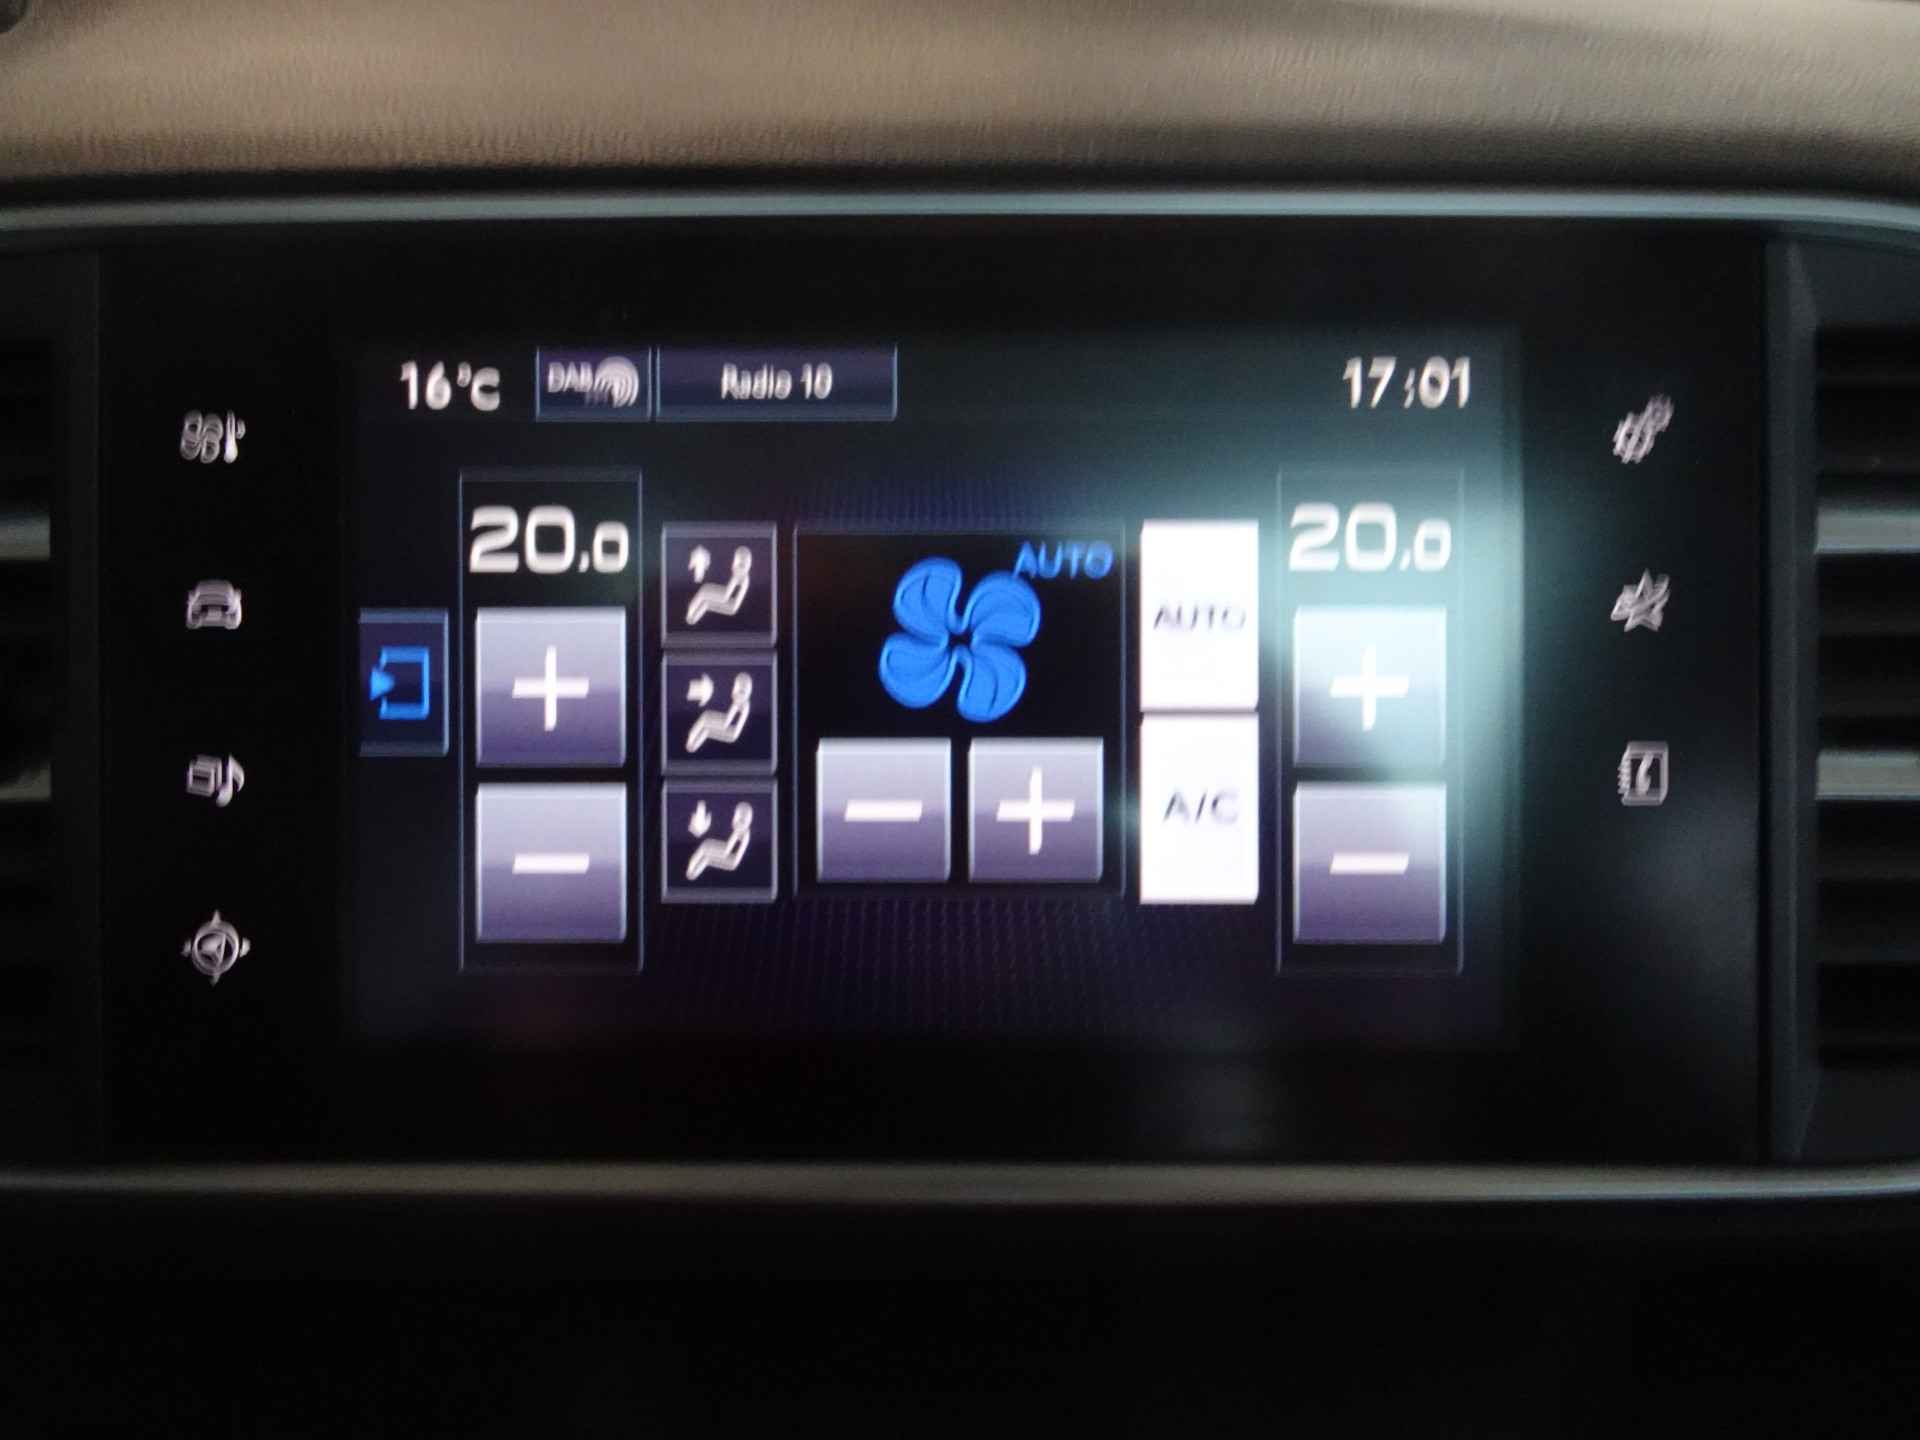 16°C DAB Radio 10 17:01
20,0 AUTO AUTO 20,0
A/C